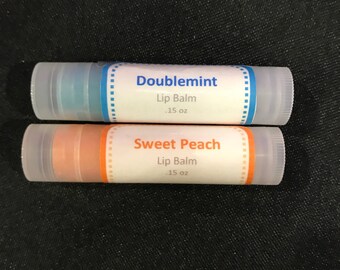 Doublemint
Lip Balm
.15 oz
Sweet Peach
Lip Balm
.15 oz